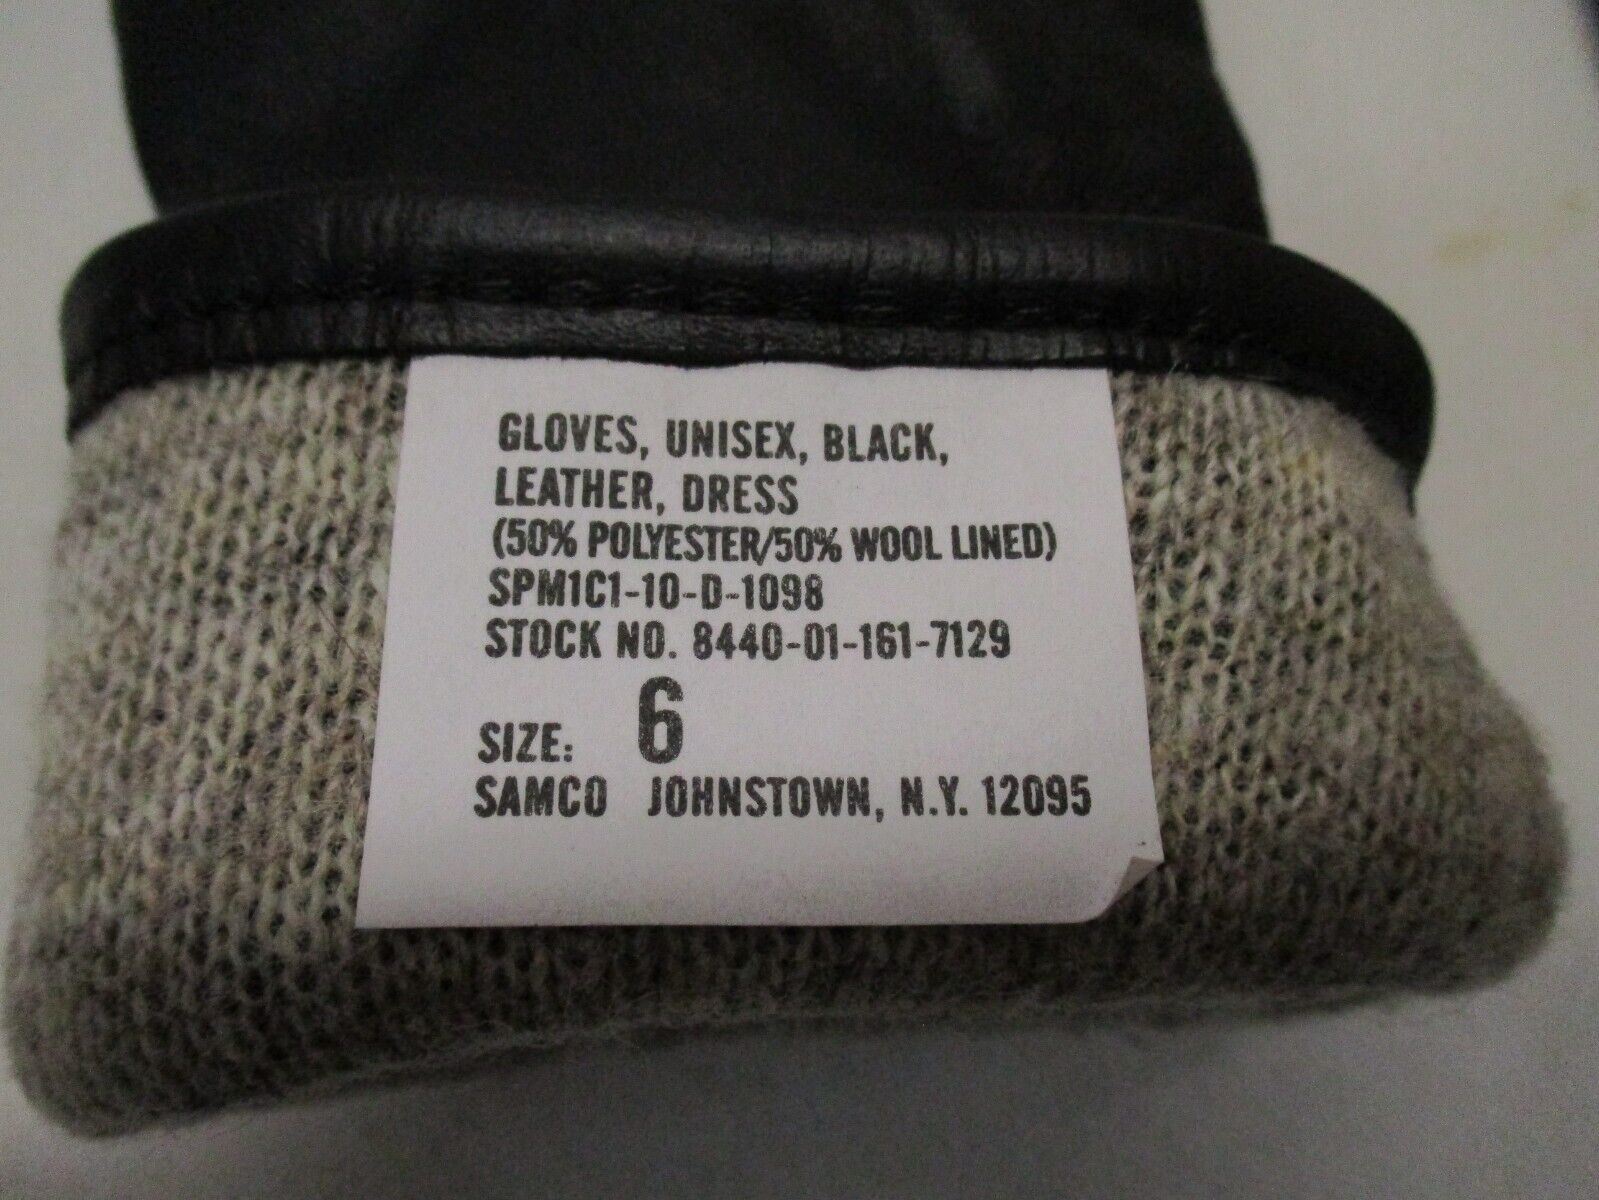 GLOVES, UNISEX, BLACK,
LEATHER, DRESS
(50% POLYESTER/50% WOOL LINED)
SPM1C1-10-D-1098
STOCK NO. 8440-01-161-7129
SIZE: 6
SAMCO JOHNSTOWN, N.Y. 12095